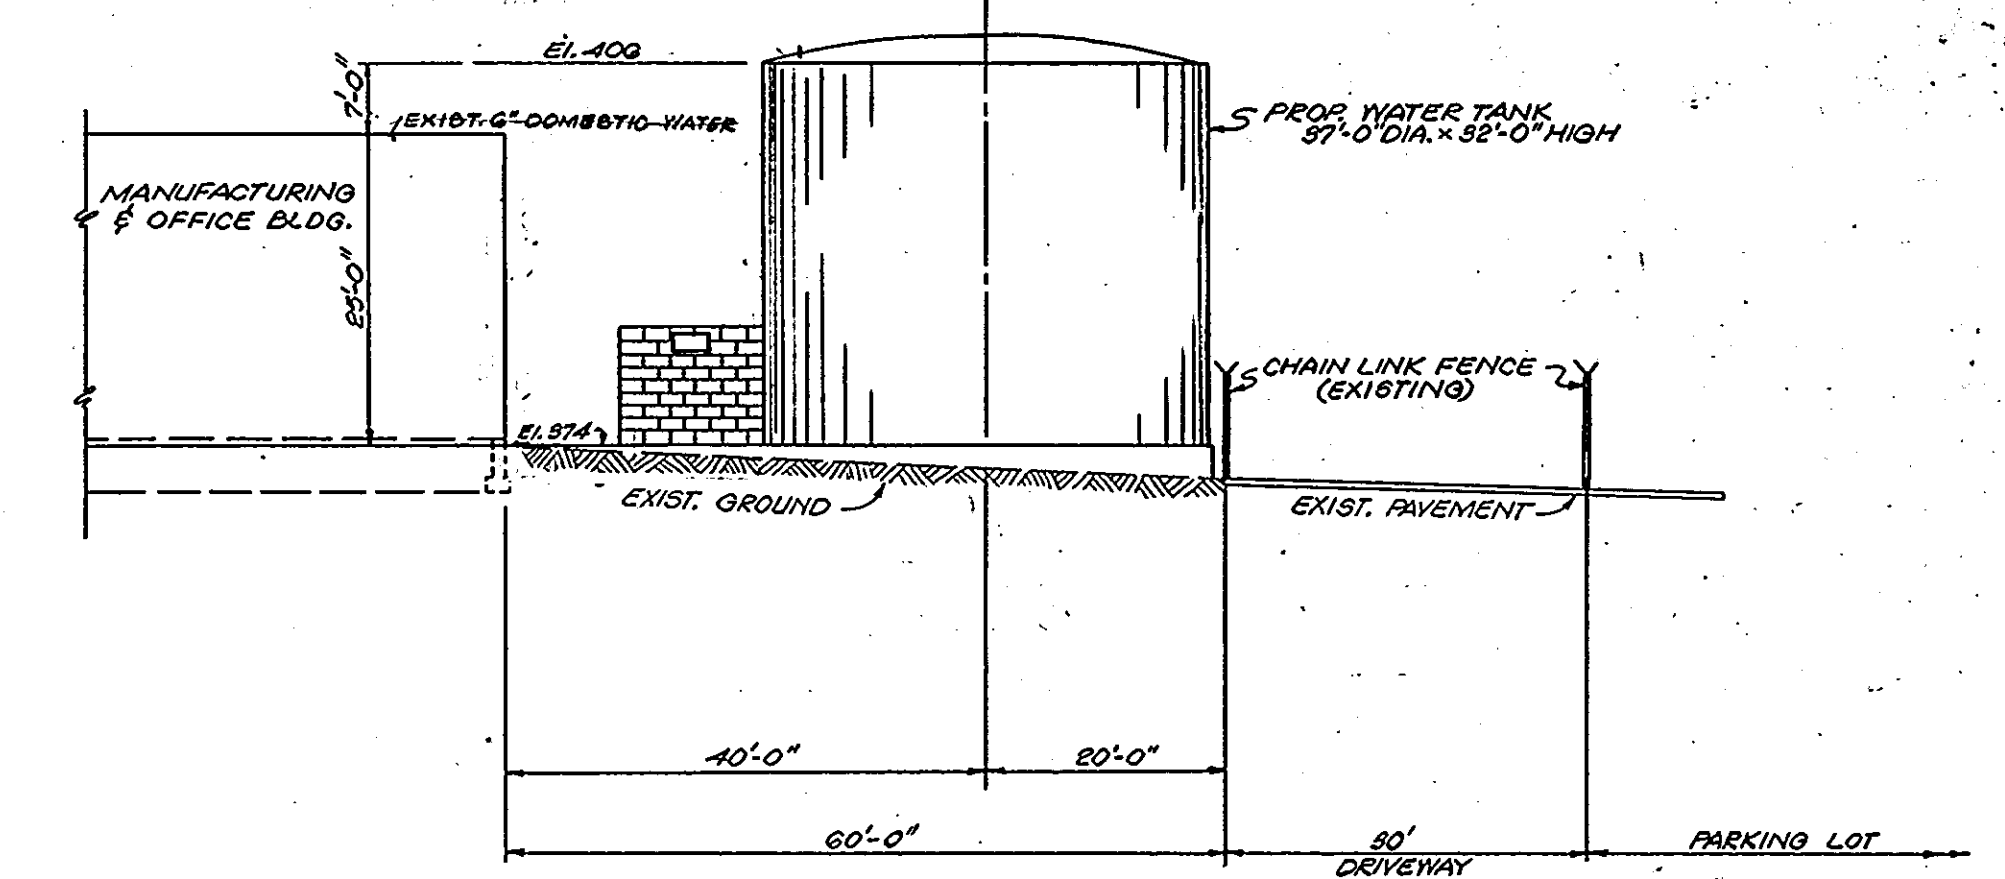 El. 406
7'-0"
EXIST. 6" DOMESTIC WATER
PROP. WATER TANK
37'-0" DIA. x 32'-0" HIGH
MANUFACTURING
& OFFICE BLDG.
25'-0"
CHAIN LINK FENCE
(EXISTING)
El. 374
EXIST. GROUND
EXIST. PAVEMENT
40'-0"
20'-0"
60'-0"
30'
DRIVEWAY
PARKING LOT